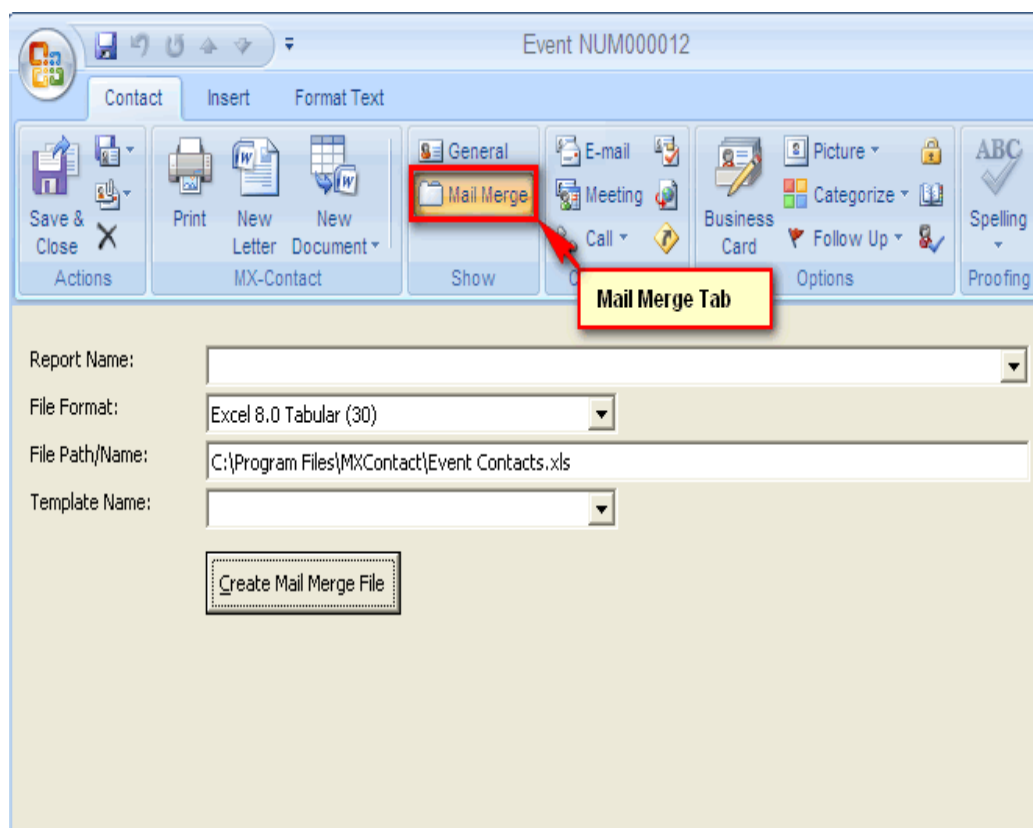 Event NUM000012
Contact Insert Format Text
Save & Close
Print
New Letter
New Document
General
Mail Merge
E-mail
Meeting
Call
Business Card
Picture
Categorize
Follow Up
ABC
Spelling
Actions MX-Contact Show Options Proofing
Mail Merge Tab
Report Name:
File Format: Excel 8.0 Tabular (30)
File Path/Name: C:\Program Files\MXContact\Event Contacts.xls
Template Name:
Create Mail Merge File